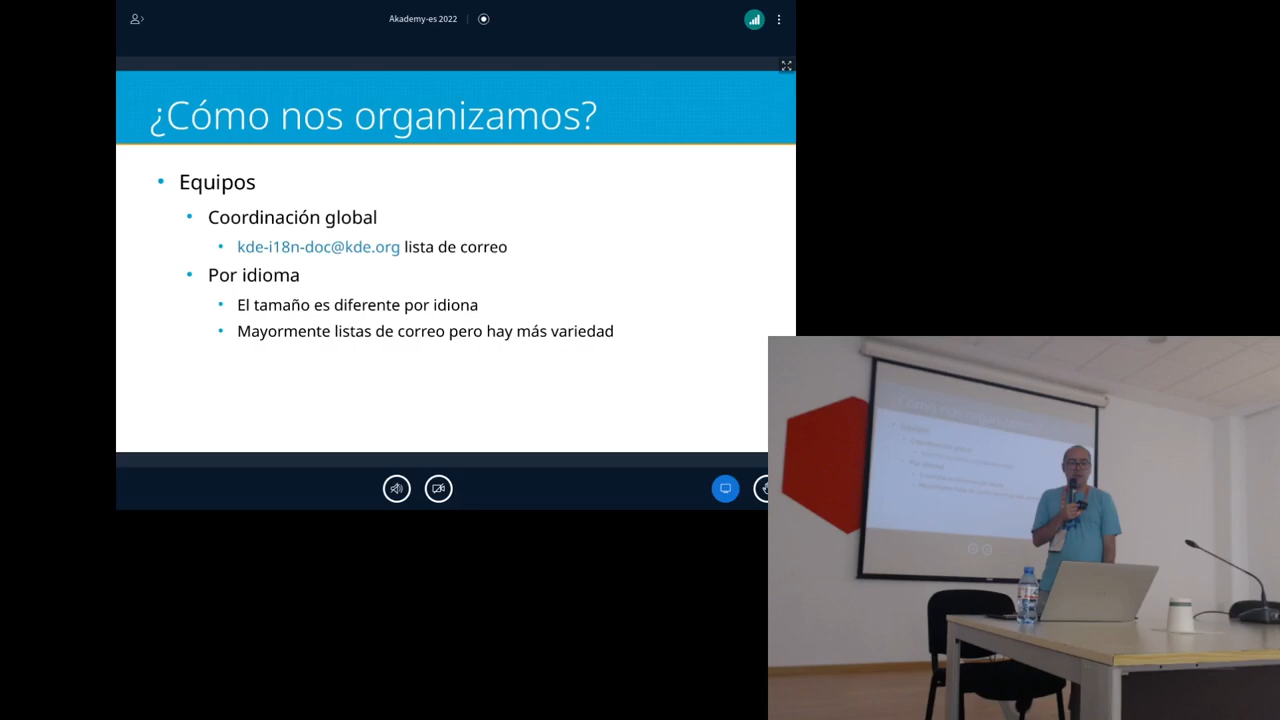 Akademy-es 2022
¿Cómo nos organizamos?
Equipos
Coordinación global
kde-i18n-doc@kde.org lista de correo
Por idioma
El tamaño es diferente por idiona
Mayormente listas de correo pero hay más variedad